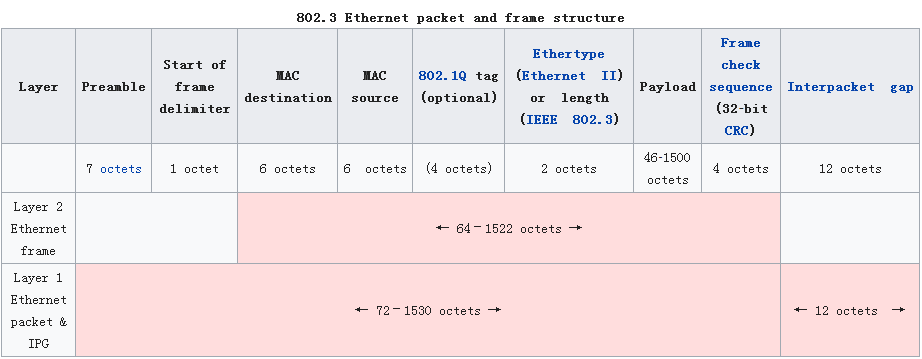 802.3 Ethernet packet and frame structure
Layer
Preamble
Start of
frame
delimiter
MAC
destination
MAC
source
802.1Q tag
(optional)
Ethertype
(Ethernet II)
or length
(IEEE 802.3)
Payload
Frame
check
sequence
(32-bit
CRC)
Interpacket gap
7 octets
1 octet
6 octets
6 octets
(4 octets)
2 octets
46-1500
octets
4 octets
12 octets
Layer 2
Ethernet
frame
← 64–1522 octets →
Layer 1
Ethernet
packet &
IPG
← 72–1530 octets →
← 12 octets →